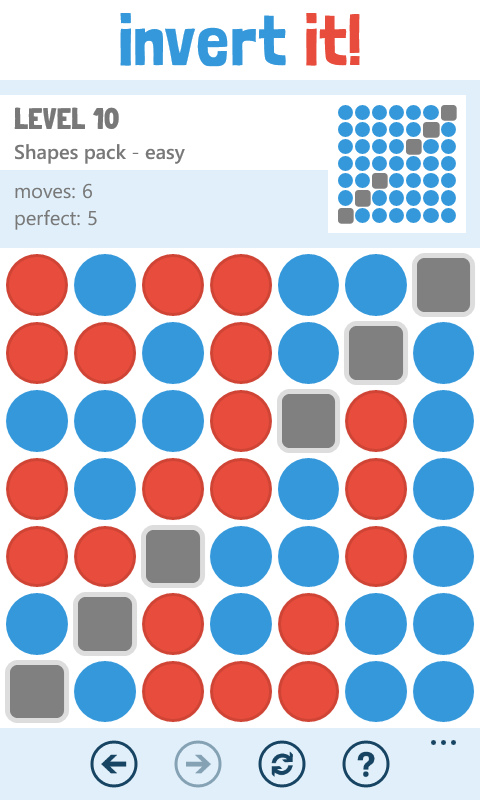 invert it!
LEVEL 10
Shapes pack - easy
moves: 6
perfect: 5
?
...